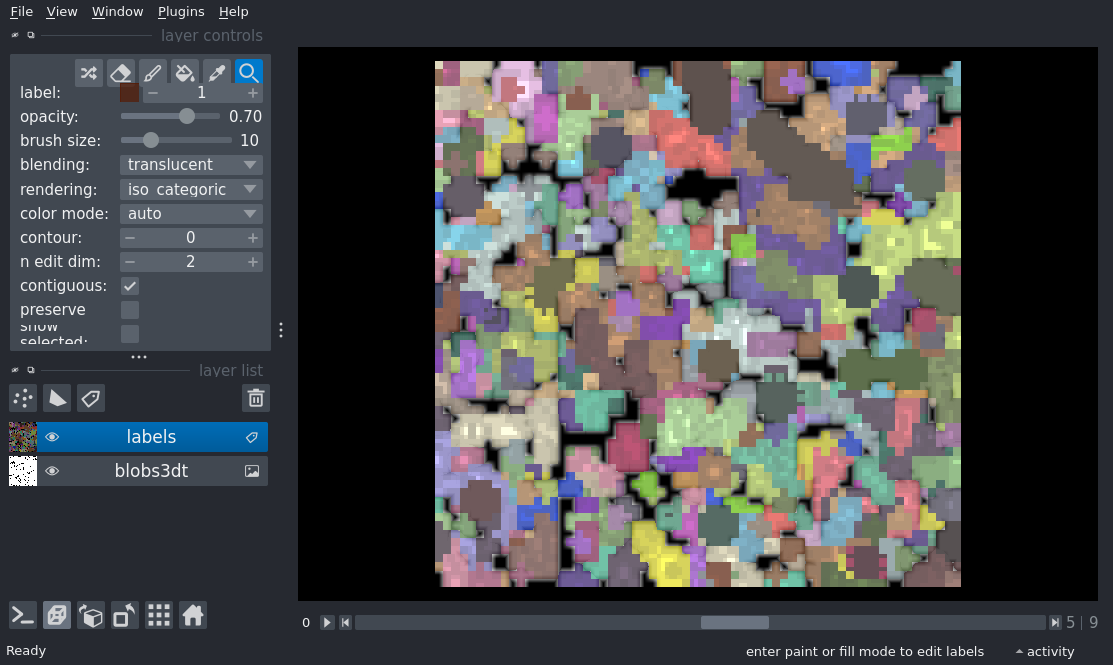 File View Window Plugins Help
layer controls
label: 1
opacity: 0.70
brush size: 10
blending: translucent
rendering: iso_categoric
color mode: auto
contour: 0
n edit dim: 2
contiguous:
preserve
show
selected:
layer list
labels
blobs3dt
0 5 | 9
Ready enter paint or fill mode to edit labels activity